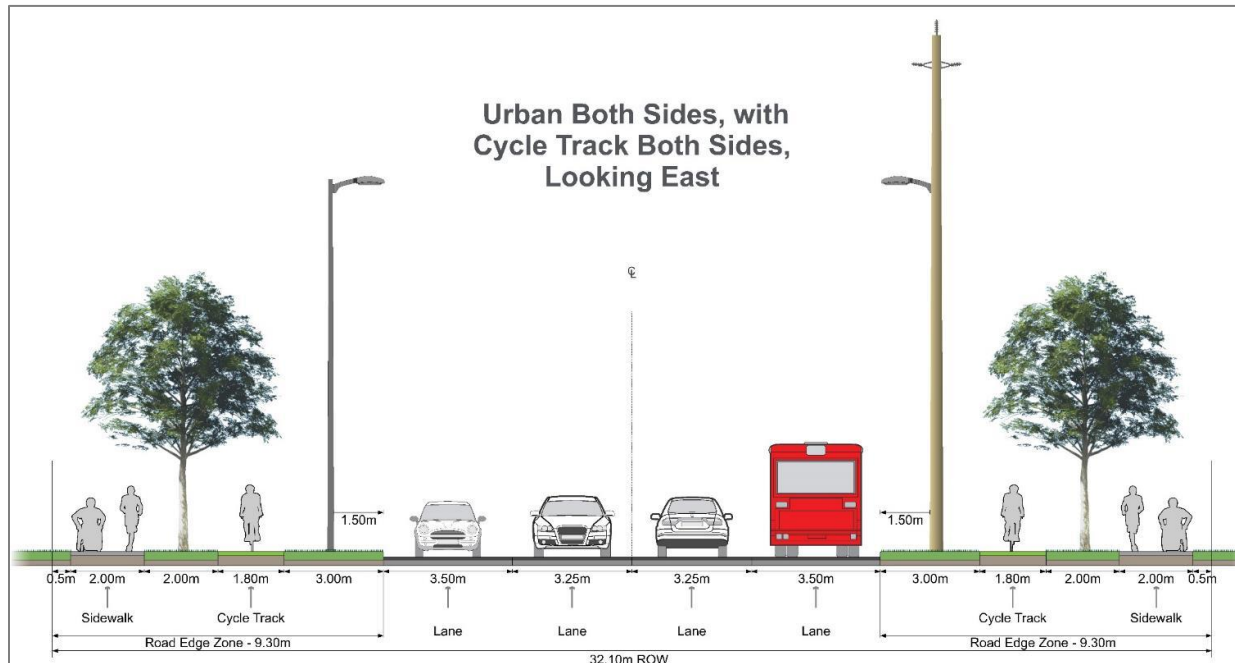 Urban Both Sides, with
Cycle Track Both Sides,
Looking East
℄
1.50m
1.50m
0.5m 2.00m 2.00m 1.80m 3.00m 3.50m 3.25m 3.25m 3.50m 3.00m 1.80m 2.00m 2.00m 0.5m
Sidewalk Cycle Track Lane Lane Lane Lane Cycle Track Sidewalk
Road Edge Zone - 9.30m Road Edge Zone - 9.30m
32.10m ROW